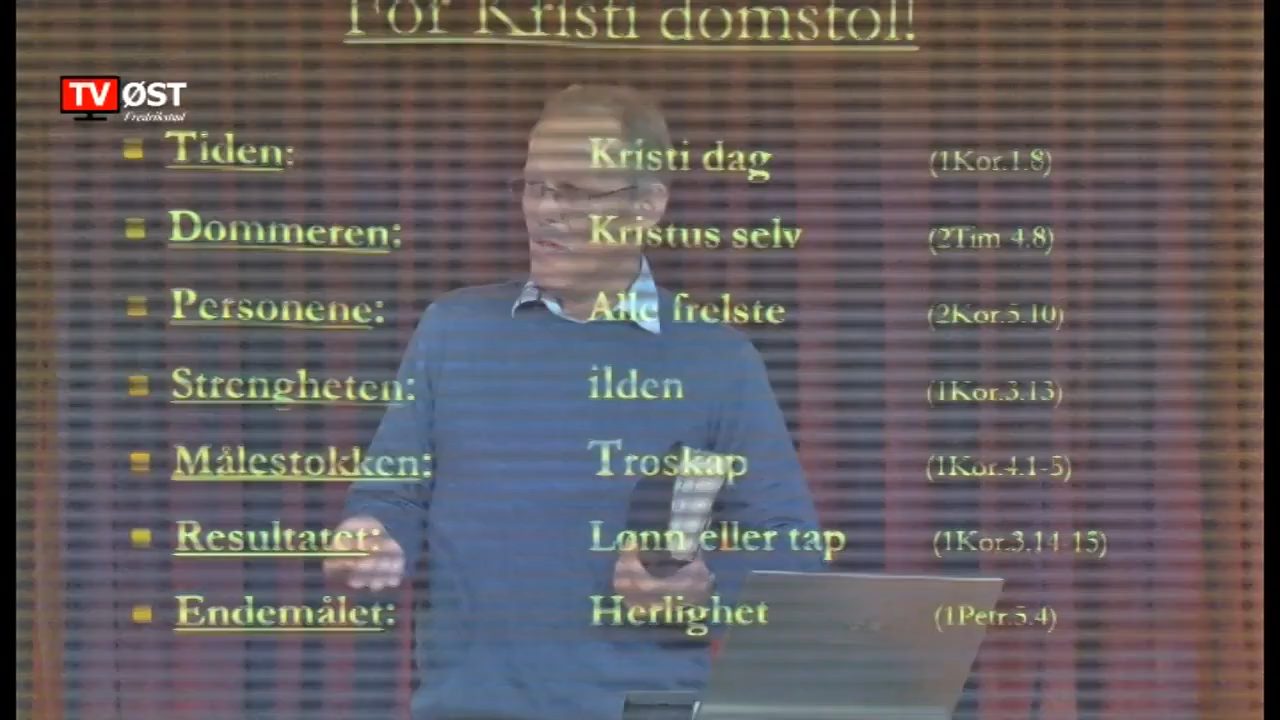 For Kristi domstol!
TV ØST
Fredrikstad
Tiden: Kristi dag (1Kor.1.8)
Dommeren: Kristus selv (2Tim 4.8)
Personene: Alle frelste (2Kor.5.10)
Strengheten: ilden (1Kor.3.13)
Målestokken: Troskap (1Kor.4.1-5)
Resultatet: Lønn eller tap (1Kor.3.14-15)
Endemålet: Herlighet (1Petr.5.4)